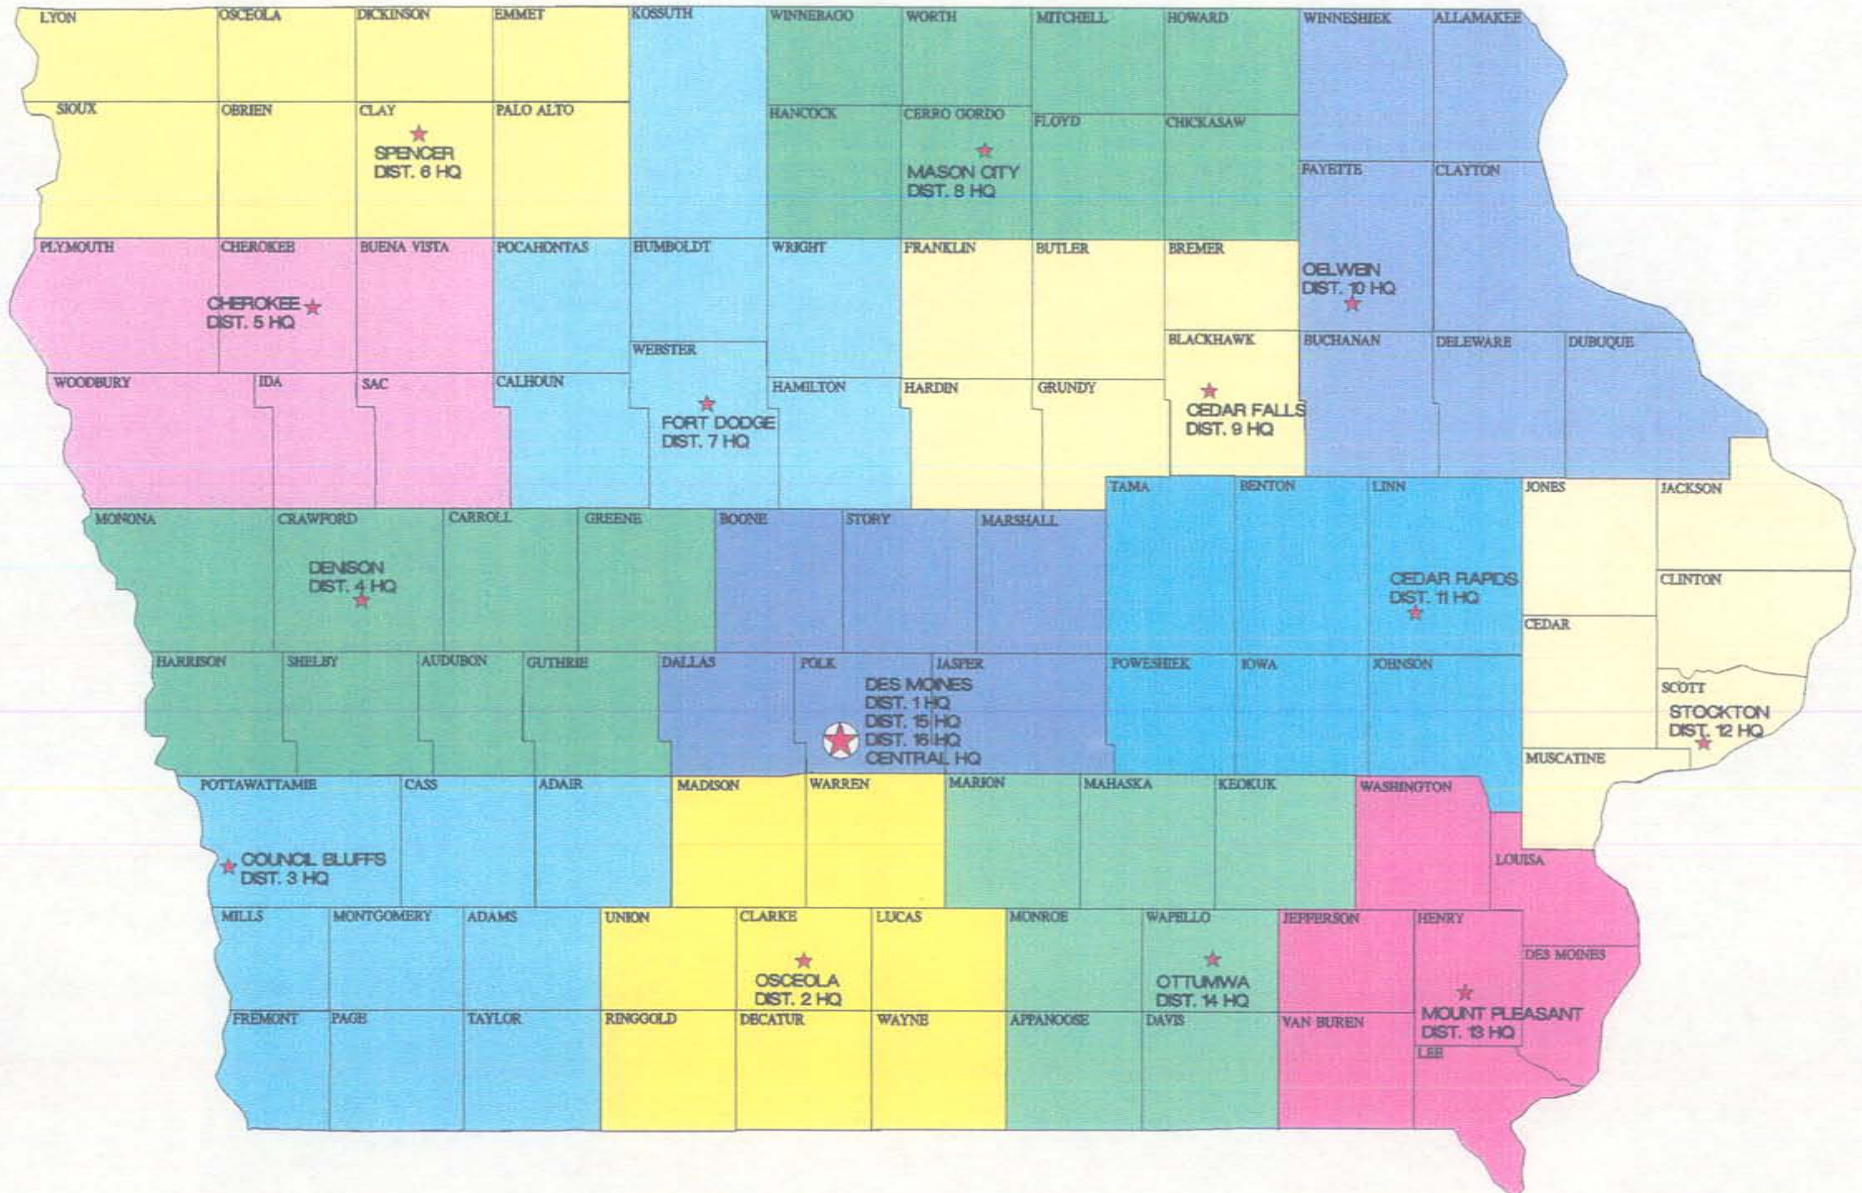 LYON
OSCEOLA
DICKINSON
EMMET
KOSSUTH
WINNEBAGO
WORTH
MITCHELL
HOWARD
WINNESHIEK
ALLAMAKEE
SIOUX
OBRIEN
CLAY
PALO ALTO
HANCOCK
CERRO GORDO
FLOYD
CHICKASAW
SPENCER
DIST. 6 HQ
MASON CITY
DIST. 8 HQ
FAYETTE
CLAYTON
PLYMOUTH
CHEROKEE
BUENA VISTA
POCAHONTAS
HUMBOLDT
WRIGHT
FRANKLIN
BUTLER
BREMER
OELWEIN
DIST. 10 HQ
CHEROKEE
DIST. 5 HQ
WEBSTER
BLACKHAWK
BUCHANAN
DELEWARE
DUBUQUE
WOODBURY
IDA
SAC
CALHOUN
HAMILTON
HARDIN
GRUNDY
FORT DODGE
DIST. 7 HQ
CEDAR FALLS
DIST. 9 HQ
TAMA
BENTON
LINN
JONES
JACKSON
MONONA
CRAWFORD
CARROLL
GREENE
BOONE
STORY
MARSHALL
DENISON
DIST. 4 HQ
CEDAR RAPIDS
DIST. 11 HQ
CLINTON
CEDAR
HARRISON
SHELBY
AUDUBON
GUTHRIE
DALLAS
POLK
JASPER
POWESHIEK
IOWA
JOHNSON
DES MOINES
DIST. 1 HQ
DIST. 15 HQ
DIST. 16 HQ
CENTRAL HQ
SCOTT
STOCKTON
DIST. 12 HQ
MUSCATINE
POTTAWATTAMIE
CASS
ADAIR
MADISON
WARREN
MARION
MAHASKA
KEOKUK
WASHINGTON
COUNCIL BLUFFS
DIST. 3 HQ
LOUISA
MILLS
MONTGOMERY
ADAMS
UNION
CLARKE
LUCAS
MONROE
WAPELLO
JEFFERSON
HENRY
DES MOINES
OSCEOLA
DIST. 2 HQ
OTTUMWA
DIST. 14 HQ
MOUNT PLEASANT
DIST. 13 HQ
FREMONT
PAGE
TAYLOR
RINGGOLD
DECATUR
WAYNE
APPANOOSE
DAVIS
VAN BUREN
LEE